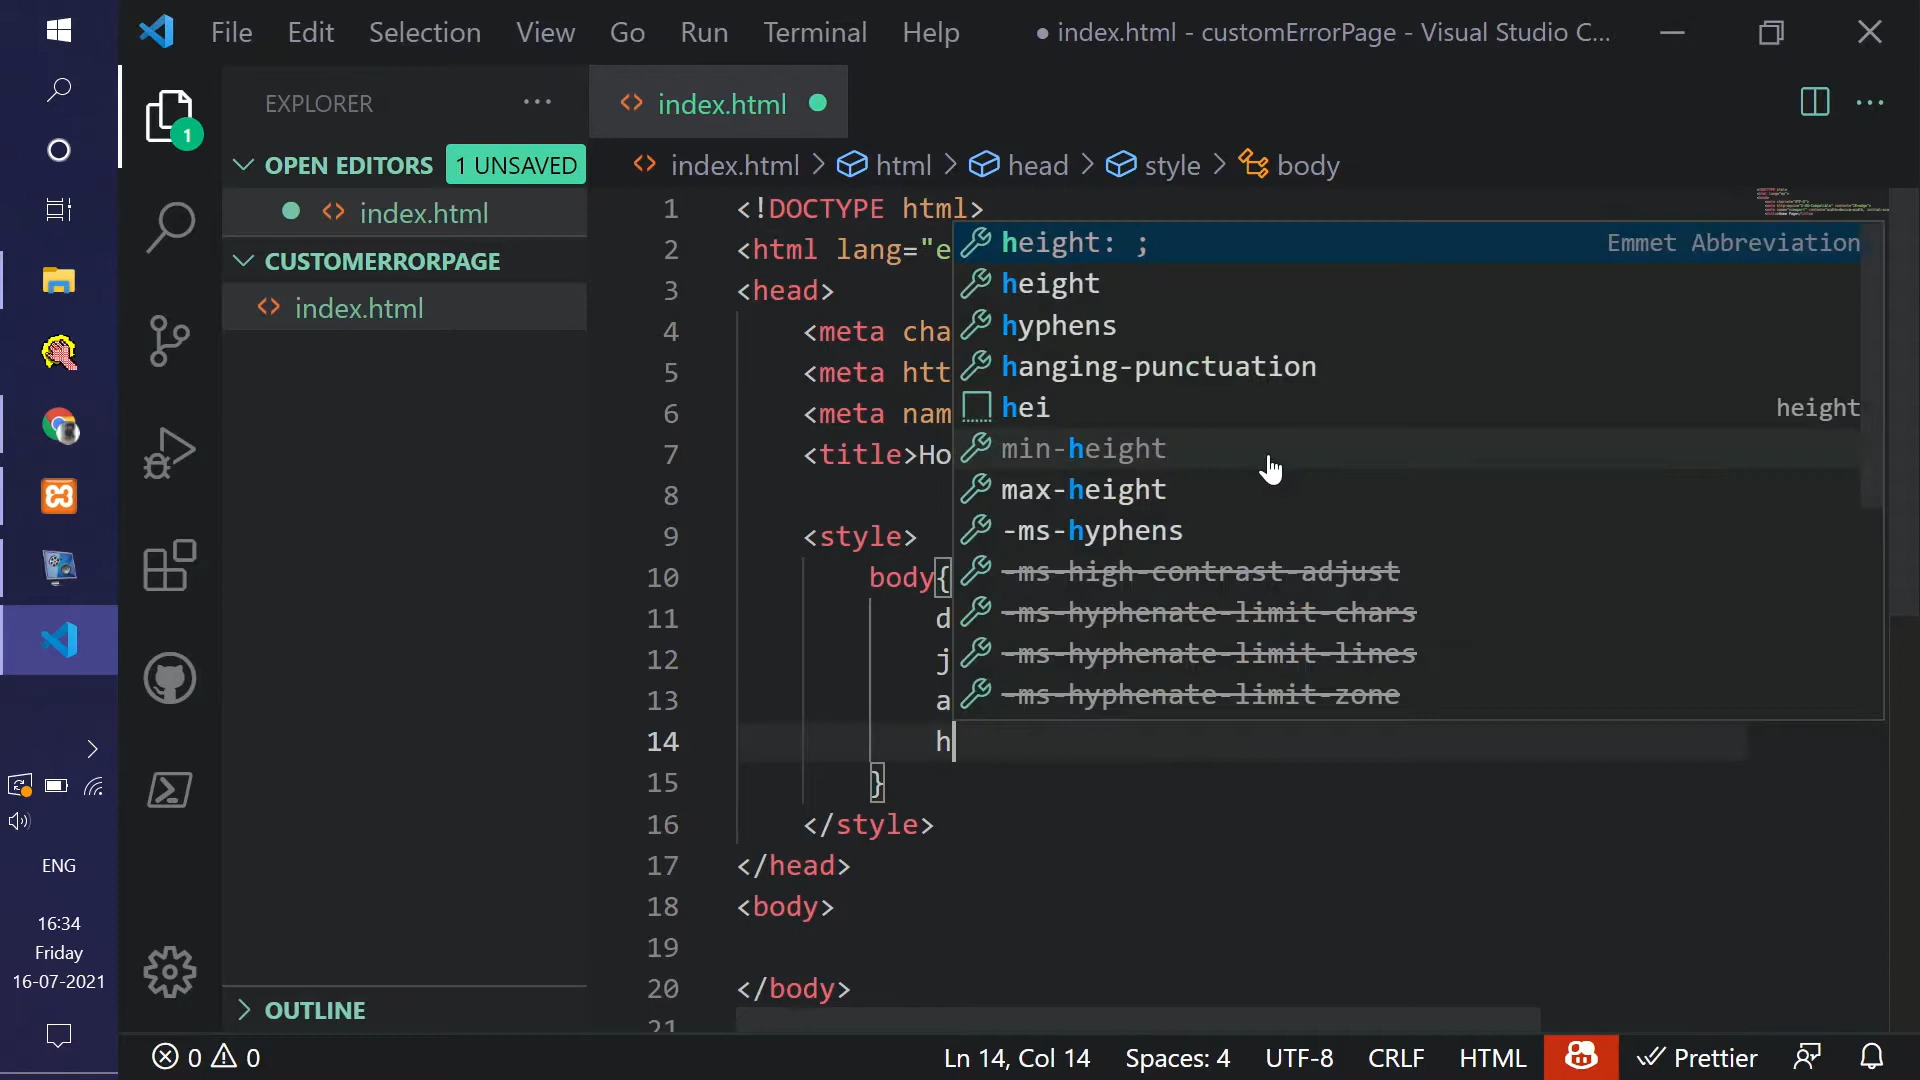 File Edit Selection View Go Run Terminal Help ● index.html - customErrorPage - Visual Studio C...
EXPLORER ...
<> index.html
OPEN EDITORS 1 UNSAVED
<> index.html
CUSTOMERRORPAGE
<> index.html
OUTLINE
<> index.html > html > head > style > body
1 <!DOCTYPE html>
2 <html lang="e
3 <head>
4 <meta cha
5 <meta htt
6 <meta nam
7 <title>Ho
8
9 <style>
10 body{
11 d
12 j
13 a
14 h
15 }
16 </style>
17 </head>
18 <body>
19
20 </body>
21
height: ; Emmet Abbreviation
height
hyphens
hanging-punctuation
hei height
min-height
max-height
-ms-hyphens
-ms-high-contrast-adjust
-ms-hyphenate-limit-chars
-ms-hyphenate-limit-lines
-ms-hyphenate-limit-zone
1
ENG
16:34
Friday
16-07-2021
0 0 Ln 14, Col 14 Spaces: 4 UTF-8 CRLF HTML Prettier